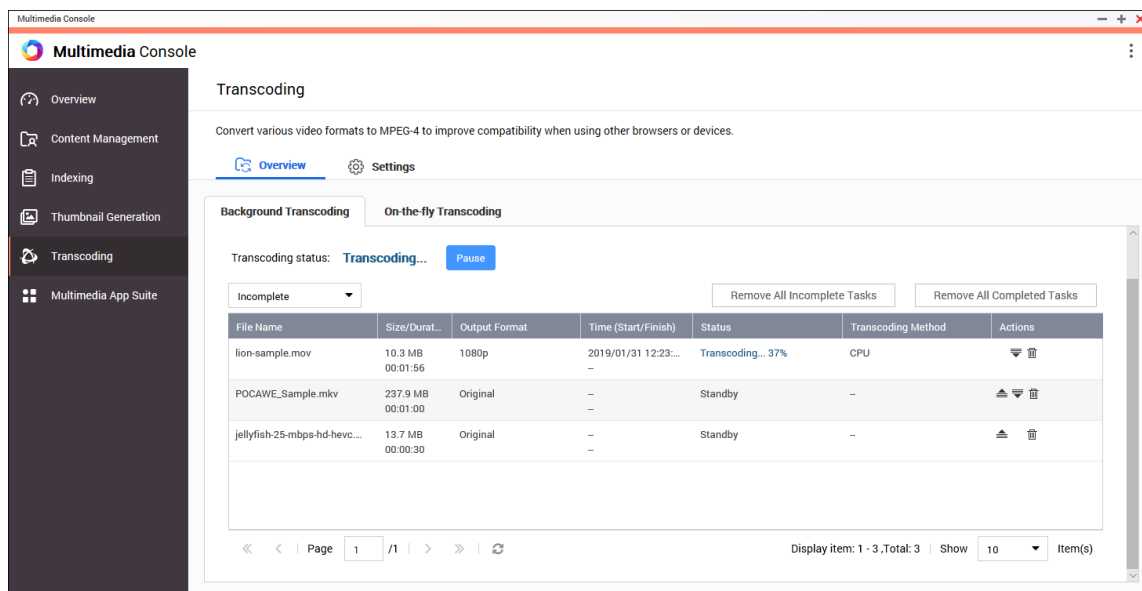 Multimedia Console
Multimedia Console
Overview
Content Management
Indexing
Thumbnail Generation
Transcoding
Multimedia App Suite
Transcoding
Convert various video formats to MPEG-4 to improve compatibility when using other browsers or devices.
Overview Settings
Background Transcoding On-the-fly Transcoding
Transcoding status: Transcoding... Pause
Incomplete Remove All Incomplete Tasks Remove All Completed Tasks
File Name Size/Durat... Output Format Time (Start/Finish) Status Transcoding Method Actions
lion-sample.mov 10.3 MB 1080p 2019/01/31 12:23:... Transcoding... 37% CPU
00:01:56 --
POCAWE_Sample.mkv 237.9 MB Original -- Standby --
00:01:00 --
jellyfish-25-mbps-hd-hevc.... 13.7 MB Original -- Standby --
00:00:30 --
Page 1 /1 Display item: 1 - 3 ,Total: 3 Show 10 Item(s)